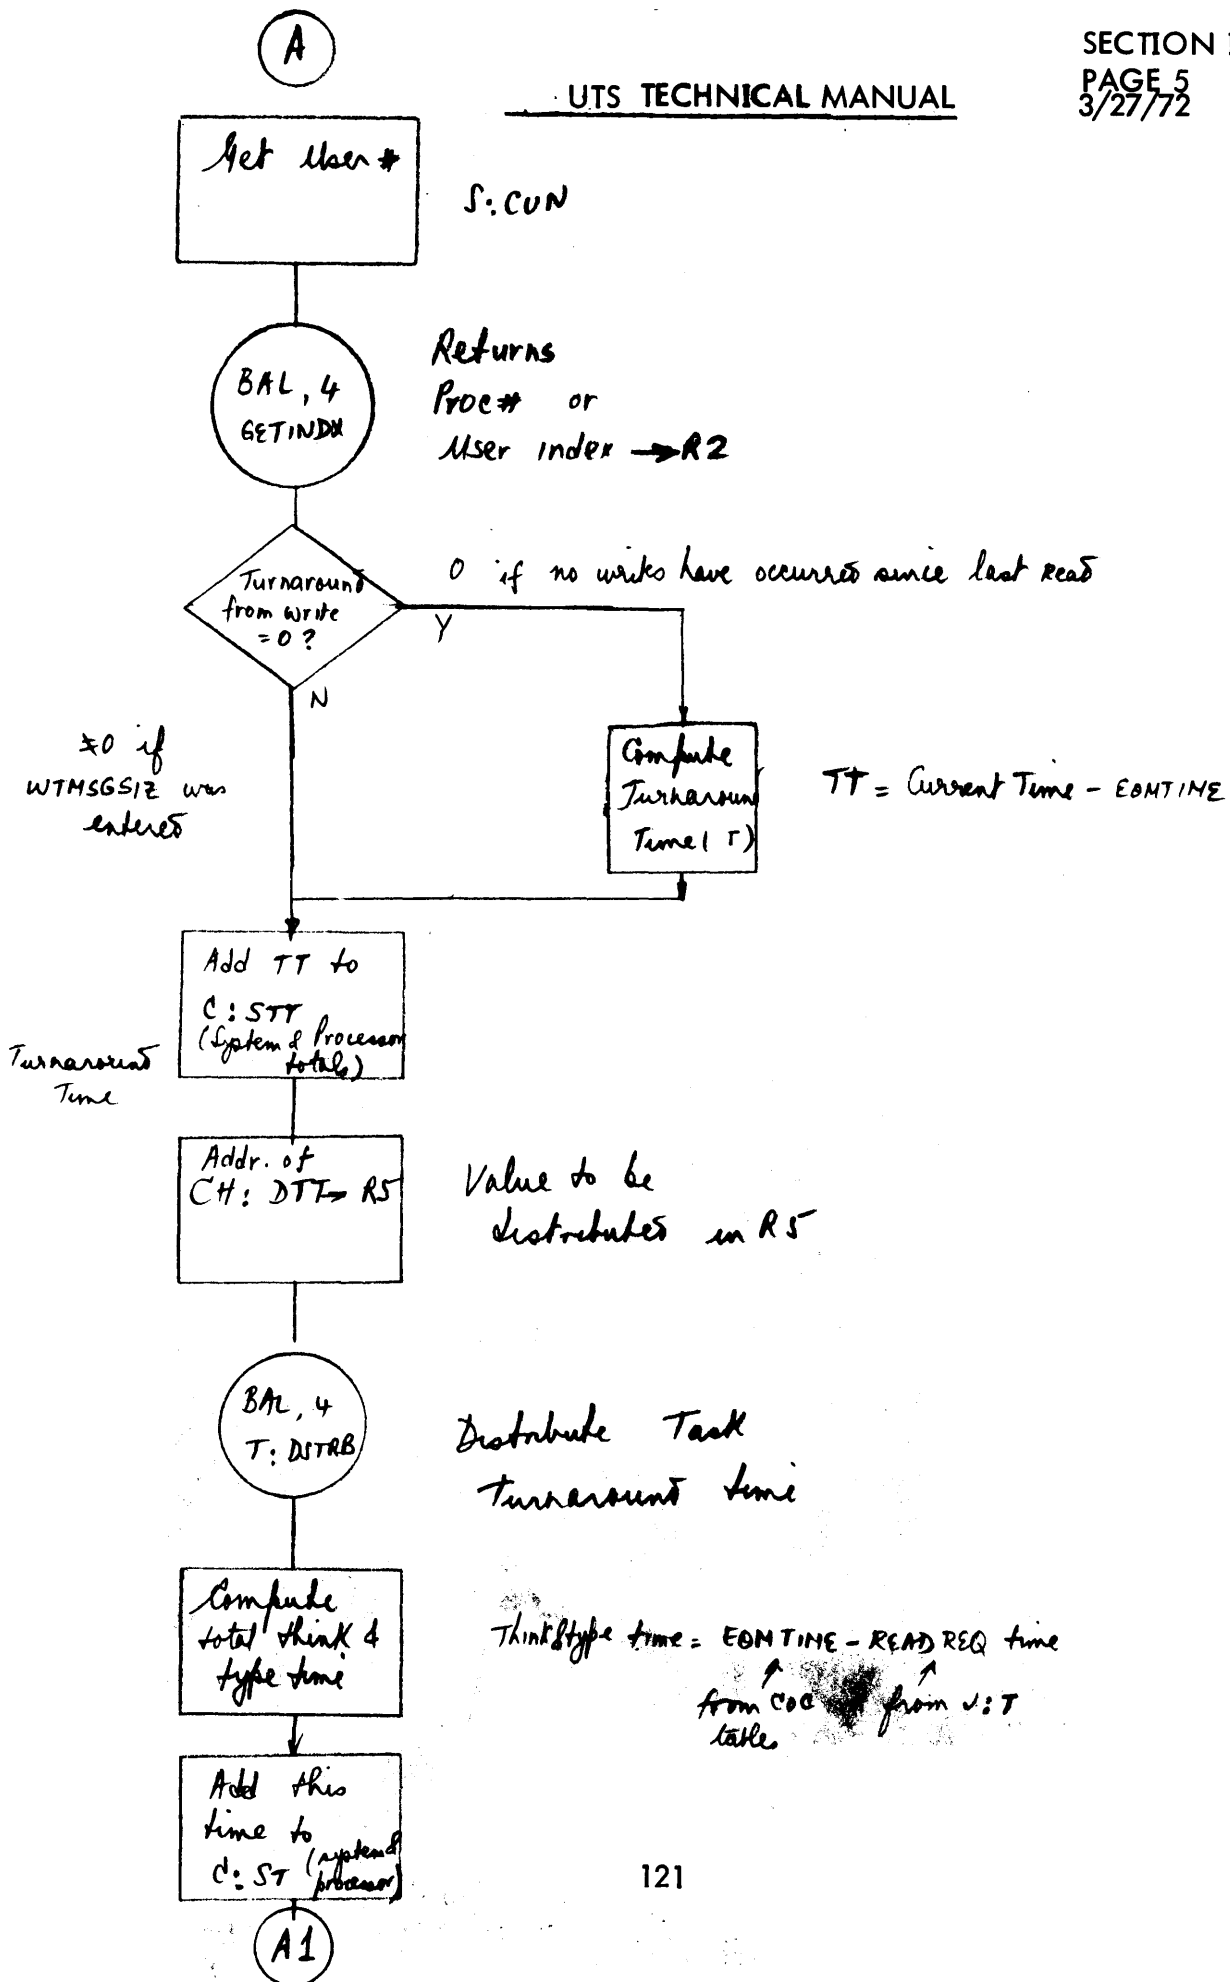 A
SECTION
PAGE 5
3/27/72
UTS TECHNICAL MANUAL
Get User #
S:CUN
BAL, 4
GETINDX
Returns
Proc# or
User index → R2
Turnaround
from write
= 0 ?
0 if no writes have occurred since last read
Y
N
≠0 if
WTMSGSIZ was
entered
Compute
Turnaroun
Time( T)
TT = Current Time - EOMTIME
Add TT to
C: STT
(System & Processor
totals)
Turnaround
Time
Addr. of
CH: DTT→ R5
Value to be
distributed in R5
BAL, 4
T: DSTRB
Distribute Task
Turnaround time
Compute
total think &
type time
Think&type time = EOMTIME - READ REQ time
↑ ↑
from COC from J:T
tables
Add this
time to
C: ST (system &
processor)
121
A1